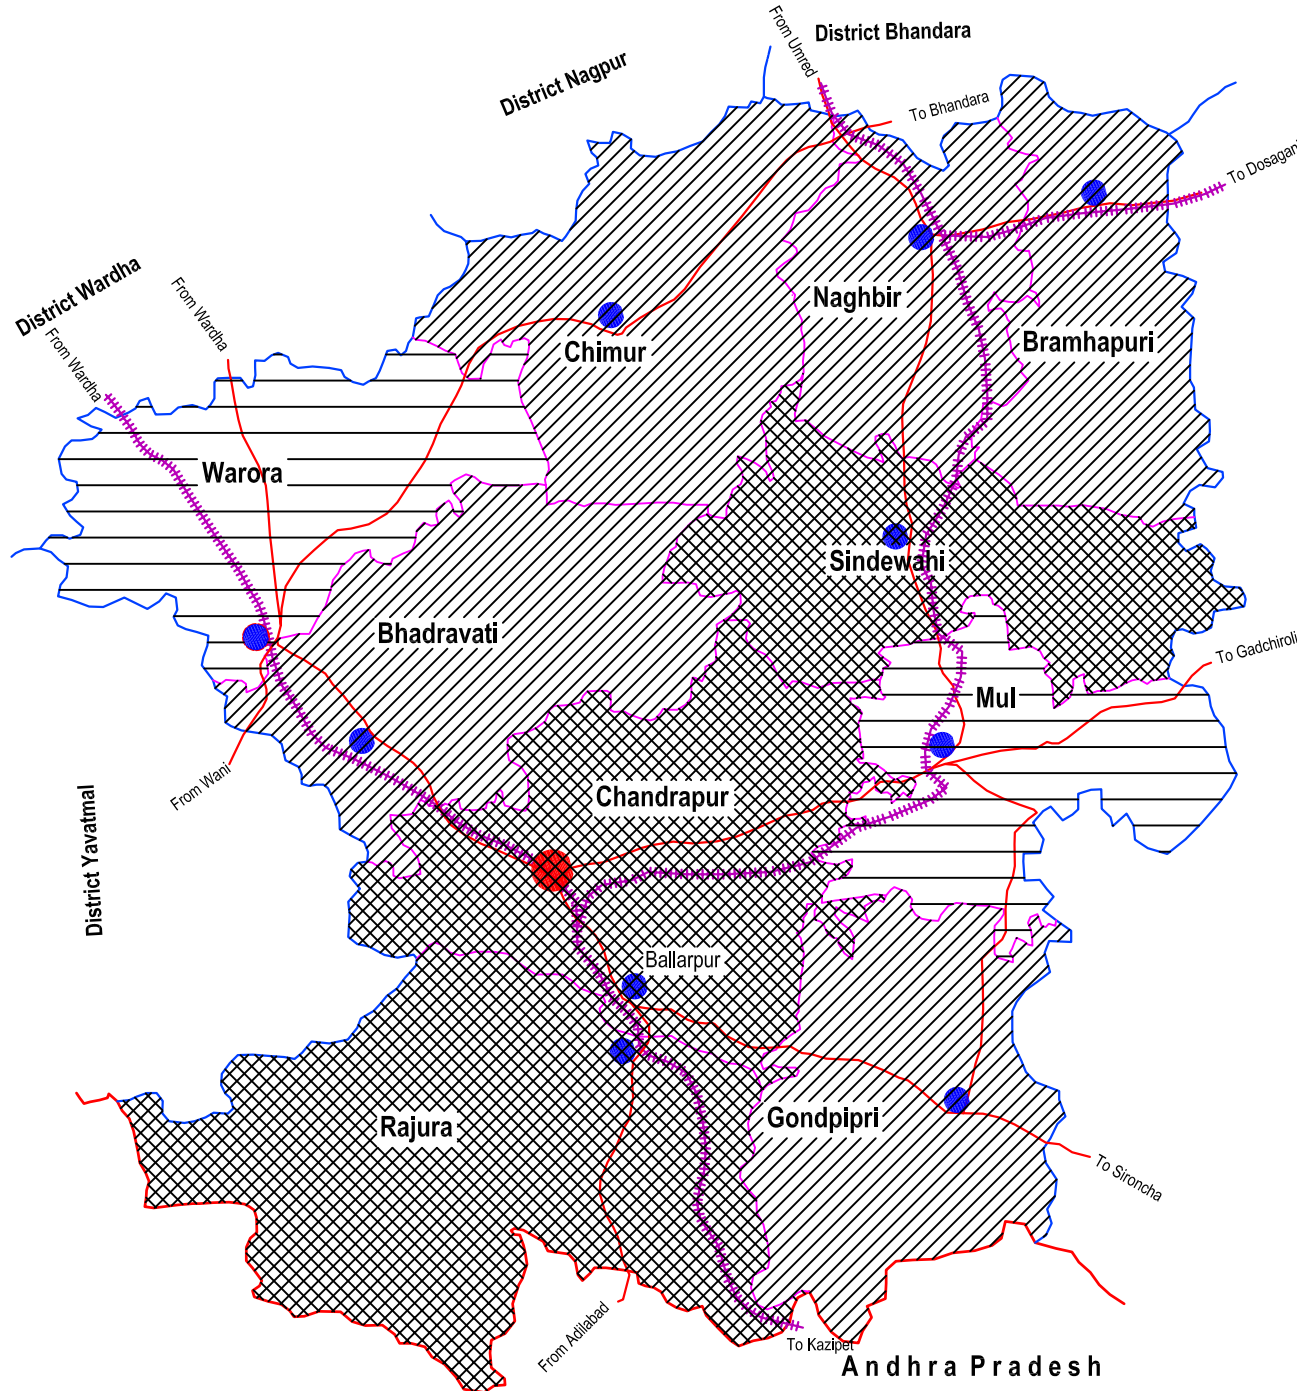 From Umred
District Bhandara
District Nagpur
To Bhandara
To Dosaganj
District Wardha
From Wardha
From Wardha
Naghbir
Bramhapuri
Chimur
Warora
Sindewahi
Bhadravati
To Gadchiroli
Mul
From Wani
Chandrapur
District Yavatmal
Ballarpur
Rajura
Gondpipri
To Sironcha
From Adilabad
To Kazipet
Andhra Pradesh